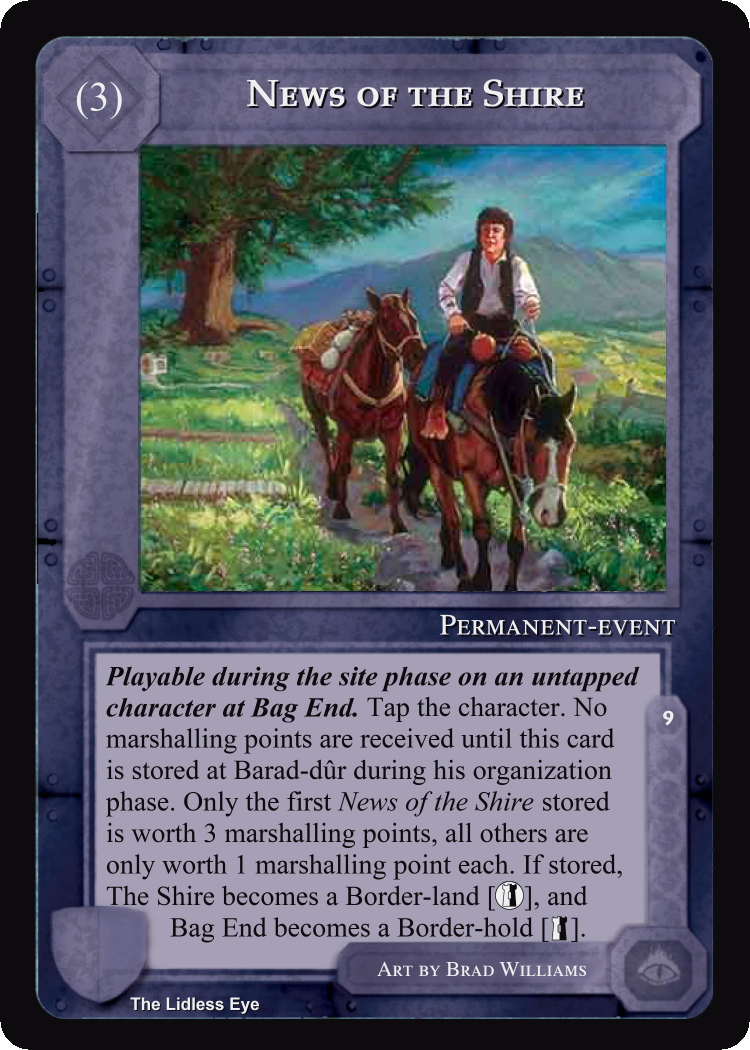 (3)
NEWS OF THE SHIRE
PERMANENT-EVENT
Playable during the site phase on an untapped
character at Bag End. Tap the character. No
marshalling points are received until this card
is stored at Barad-dûr during his organization
phase. Only the first News of the Shire stored
is worth 3 marshalling points, all others are
only worth 1 marshalling point each. If stored,
The Shire becomes a Border-land [ ], and
Bag End becomes a Border-hold [ ].
9
ART BY BRAD WILLIAMS
The Lidless Eye